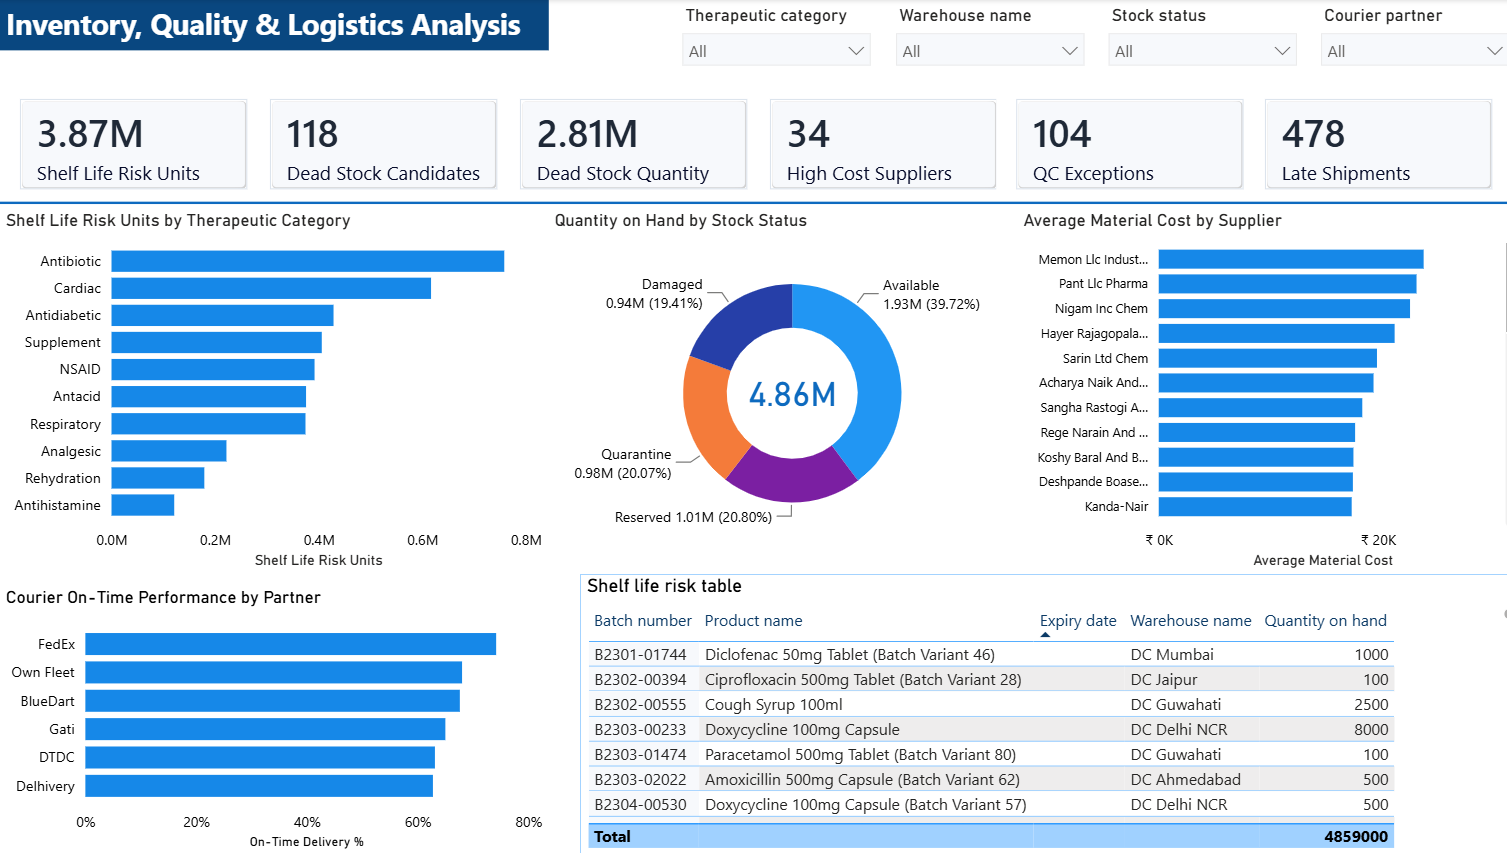 Inventory, Quality & Logistics Analysis
Therapeutic category
All
Warehouse name
All
Stock status
All
Courier partner
All
3.87M
Shelf Life Risk Units
118
Dead Stock Candidates
2.81M
Dead Stock Quantity
34
High Cost Suppliers
104
QC Exceptions
478
Late Shipments
Shelf Life Risk Units by Therapeutic Category
Antibiotic
Cardiac
Antidiabetic
Supplement
NSAID
Antacid
Respiratory
Analgesic
Rehydration
Antihistamine
0.0M 0.2M 0.4M 0.6M 0.8M
Shelf Life Risk Units
Quantity on Hand by Stock Status
Damaged
0.94M (19.41%)
Available
1.93M (39.72%)
4.86M
Quarantine
0.98M (20.07%)
Reserved 1.01M (20.80%)
Average Material Cost by Supplier
Memon Llc Indust...
Pant Llc Pharma
Nigam Inc Chem
Hayer Rajagopala...
Sarin Ltd Chem
Acharya Naik And...
Sangha Rastogi A...
Rege Narain And ...
Koshy Baral And B...
Deshpande Boase...
Kanda-Nair
₹ 0K ₹ 20K
Average Material Cost
Courier On-Time Performance by Partner
FedEx
Own Fleet
BlueDart
Gati
DTDC
Delhivery
0% 20% 40% 60% 80%
On-Time Delivery %
Shelf life risk table
Batch number Product name Expiry date Warehouse name Quantity on hand
B2301-01744 Diclofenac 50mg Tablet (Batch Variant 46) DC Mumbai 1000
B2302-00394 Ciprofloxacin 500mg Tablet (Batch Variant 28) DC Jaipur 100
B2302-00555 Cough Syrup 100ml DC Guwahati 2500
B2303-00233 Doxycycline 100mg Capsule DC Delhi NCR 8000
B2303-01474 Paracetamol 500mg Tablet (Batch Variant 80) DC Guwahati 100
B2303-02022 Amoxicillin 500mg Capsule (Batch Variant 62) DC Ahmedabad 500
B2304-00530 Doxycycline 100mg Capsule (Batch Variant 57) DC Delhi NCR 500
Total 4859000